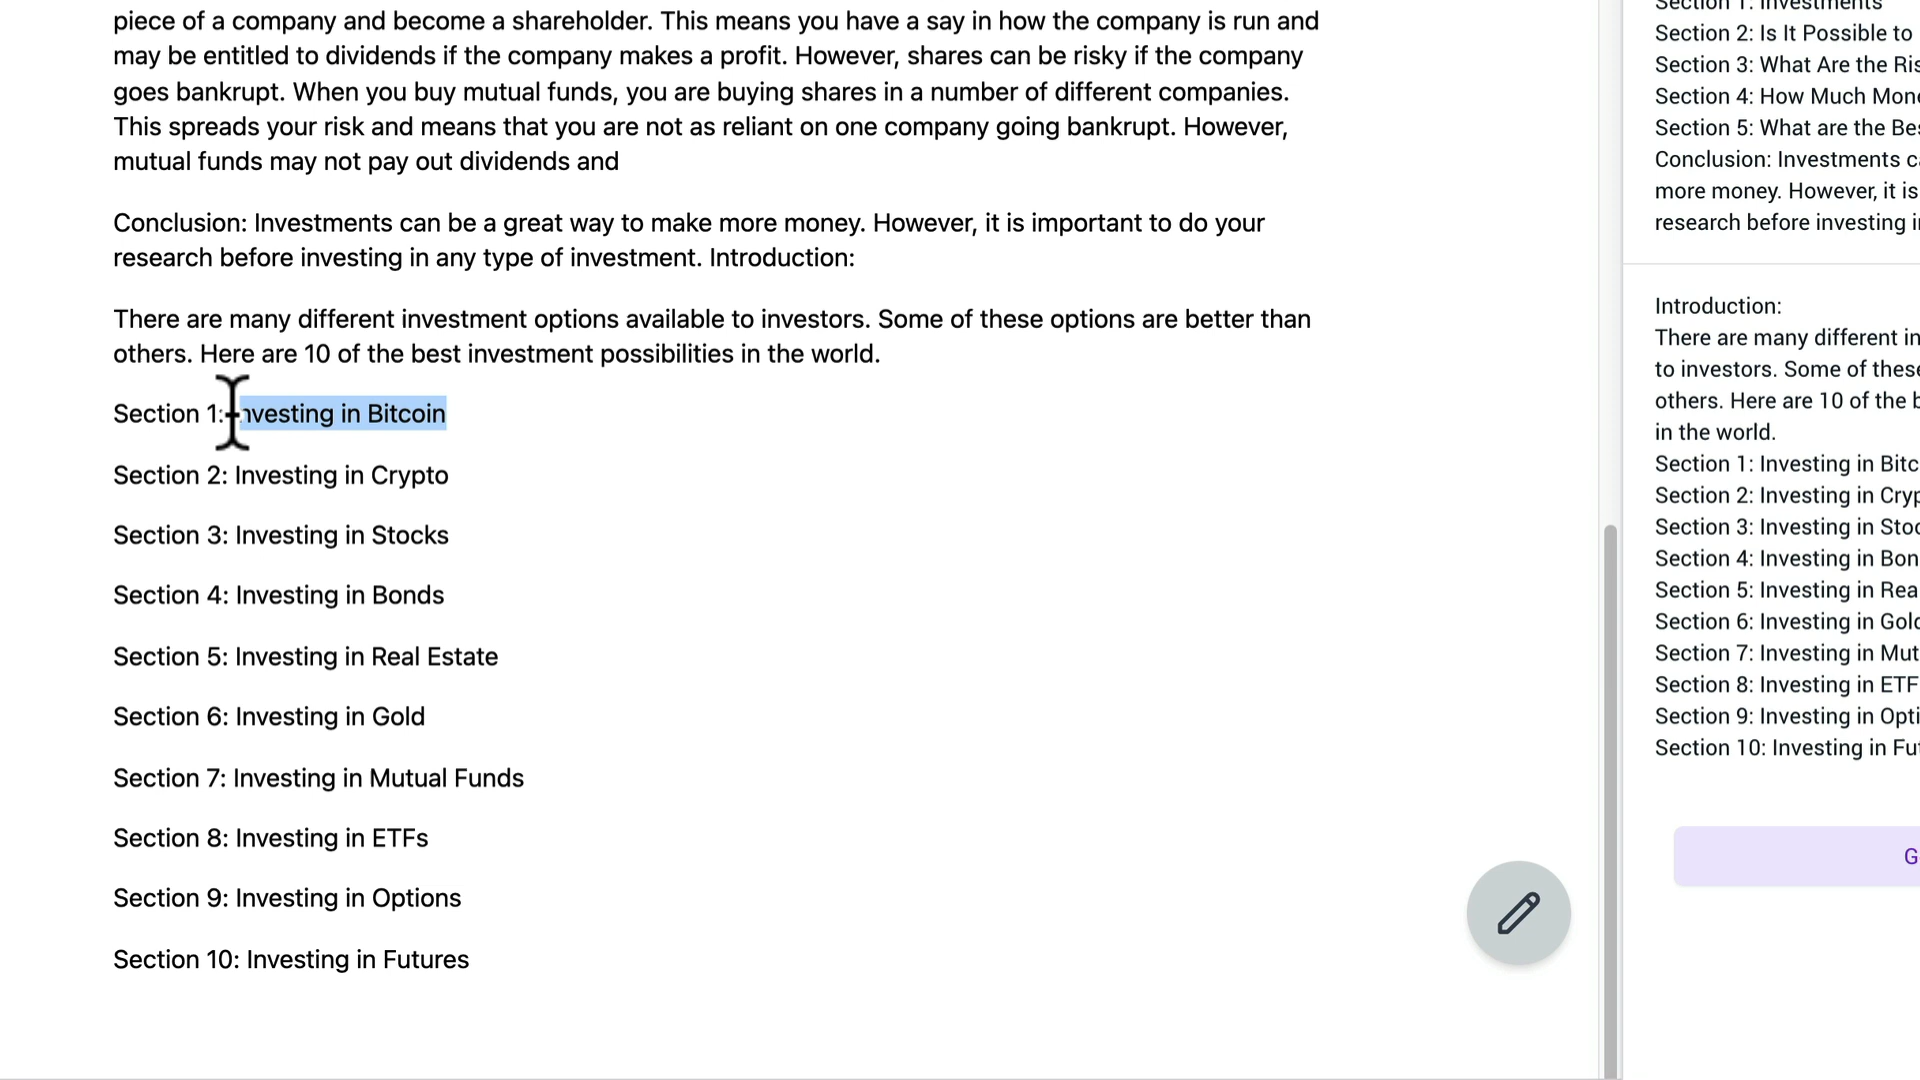 piece of a company and become a shareholder. This means you have a say in how the company is run and
may be entitled to dividends if the company makes a profit. However, shares can be risky if the company
goes bankrupt. When you buy mutual funds, you are buying shares in a number of different companies.
This spreads your risk and means that you are not as reliant on one company going bankrupt. However,
mutual funds may not pay out dividends and
Conclusion: Investments can be a great way to make more money. However, it is important to do your
research before investing in any type of investment. Introduction:
There are many different investment options available to investors. Some of these options are better than
others. Here are 10 of the best investment possibilities in the world.
Section 1: Investing in Bitcoin
Section 2: Investing in Crypto
Section 3: Investing in Stocks
Section 4: Investing in Bonds
Section 5: Investing in Real Estate
Section 6: Investing in Gold
Section 7: Investing in Mutual Funds
Section 8: Investing in ETFs
Section 9: Investing in Options
Section 10: Investing in Futures
Section 1: Investments
Section 2: Is It Possible to
Section 3: What Are the Ris
Section 4: How Much Mon
Section 5: What are the Be
Conclusion: Investments c
more money. However, it is
research before investing i
Introduction:
There are many different in
to investors. Some of these
others. Here are 10 of the b
in the world.
Section 1: Investing in Bitc
Section 2: Investing in Cryp
Section 3: Investing in Stoc
Section 4: Investing in Bon
Section 5: Investing in Rea
Section 6: Investing in Gold
Section 7: Investing in Mut
Section 8: Investing in ETF
Section 9: Investing in Opti
Section 10: Investing in Fut
G